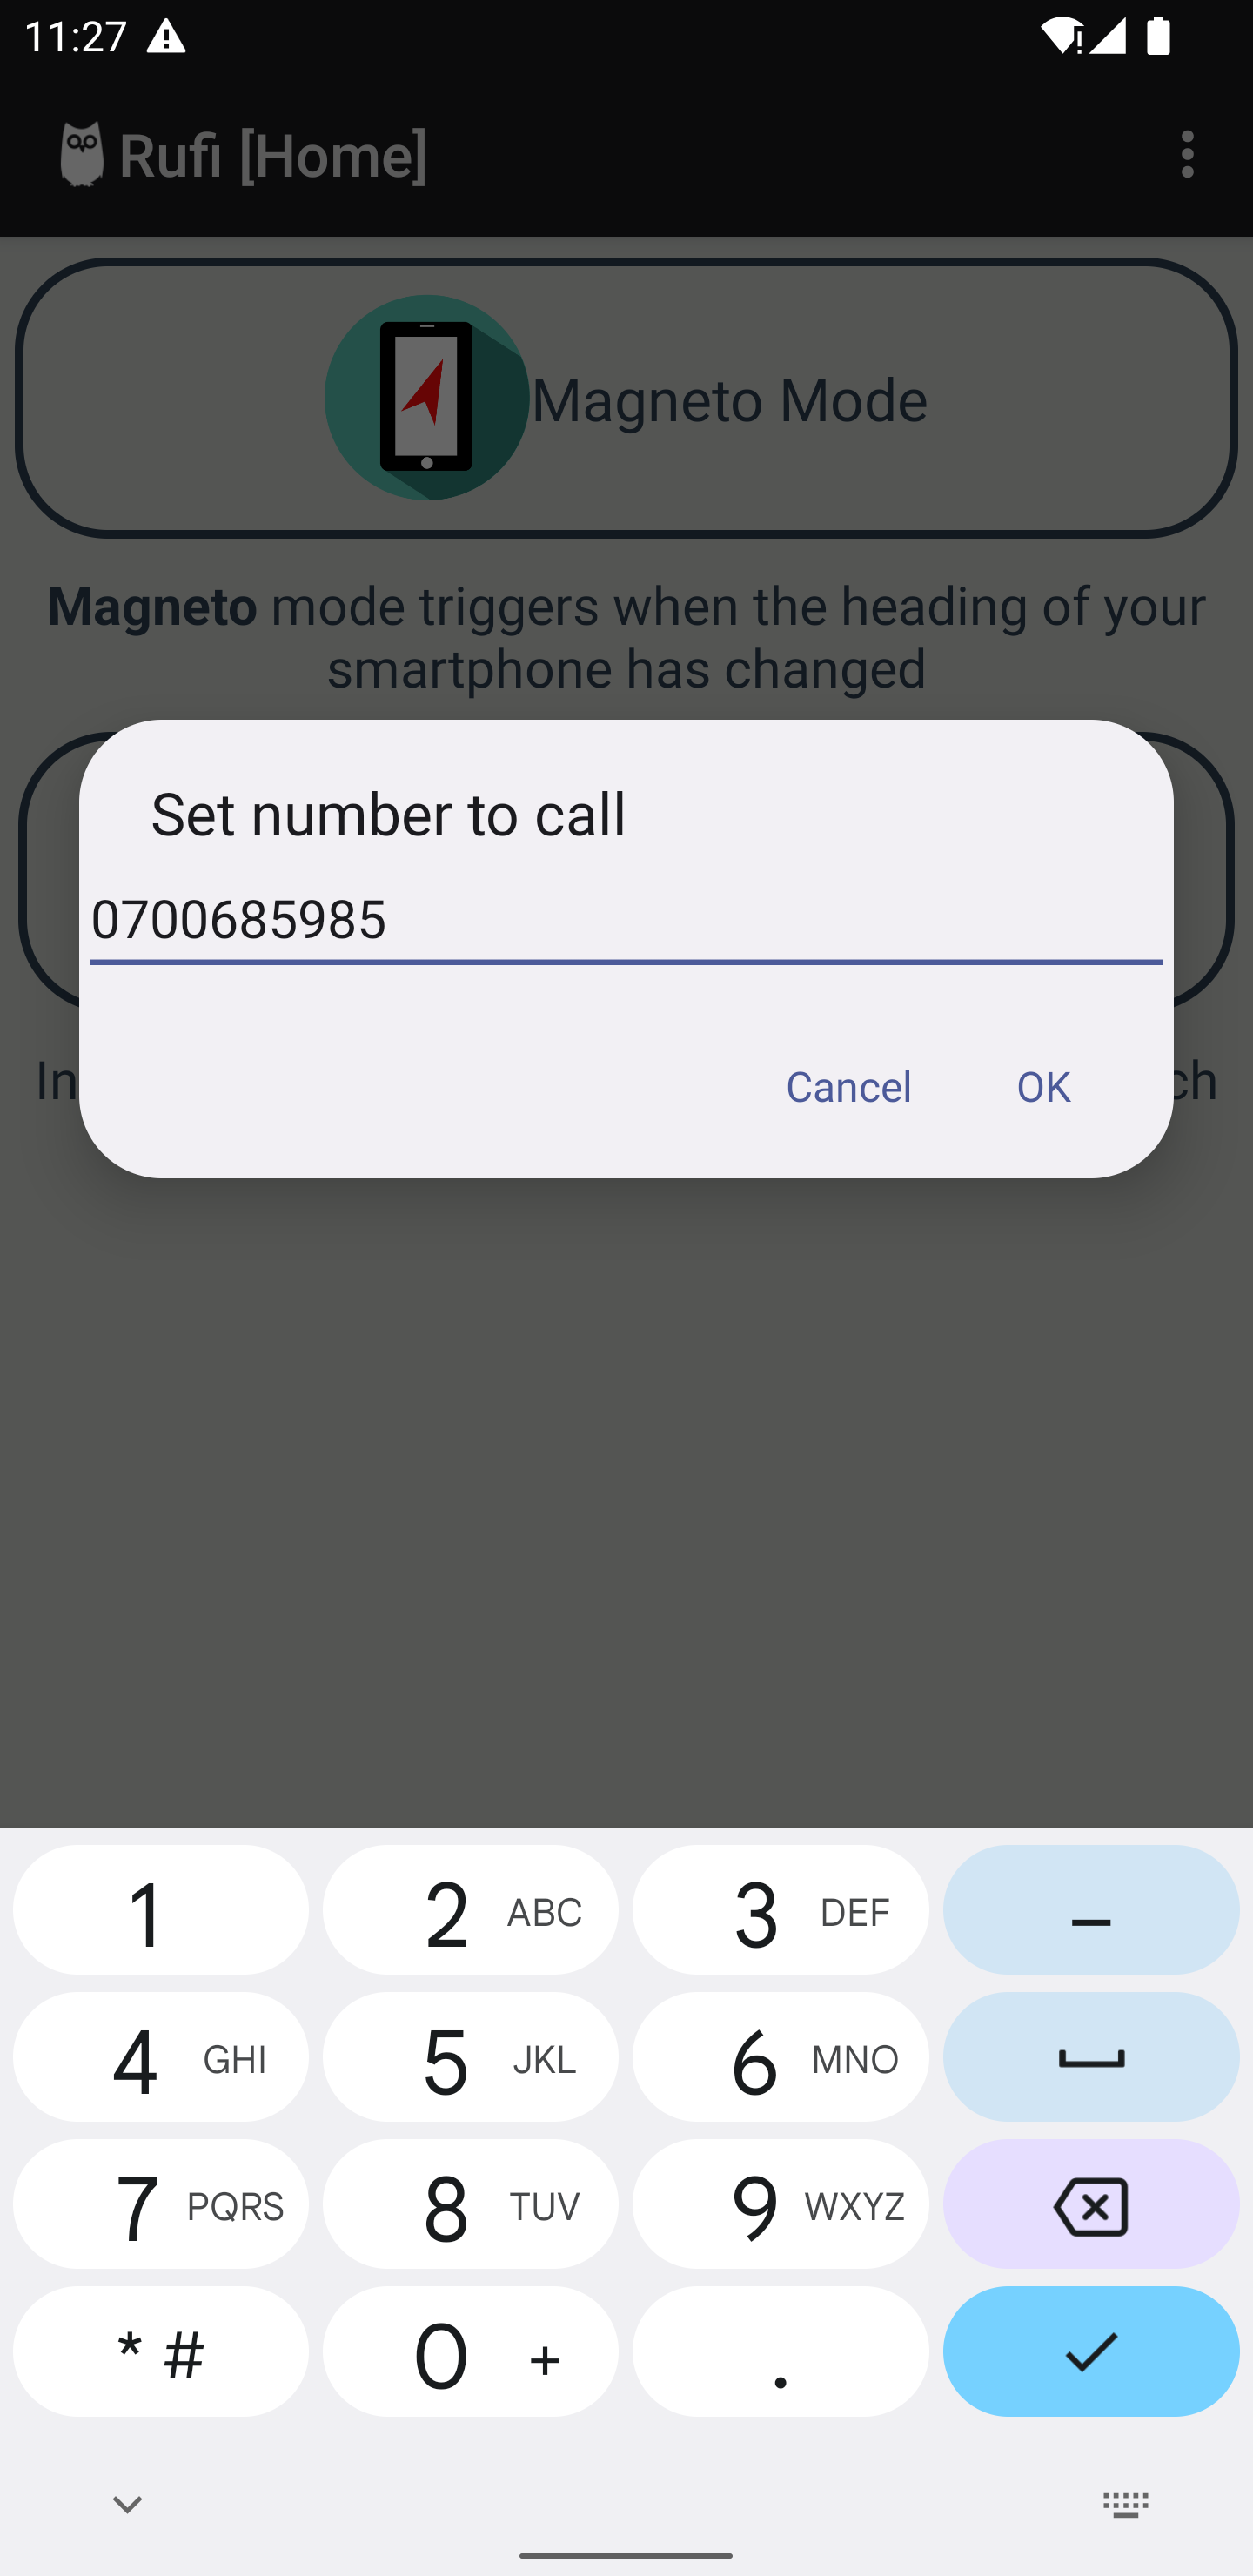 11:27
Rufi [Home]
Magneto Mode
Magneto mode triggers when the heading of your
smartphone has changed
Set number to call
0700685985
Cancel OK
In ch
1 2 ABC 3 DEF –
4 GHI 5 JKL 6 MNO
7 PQRS 8 TUV 9 WXYZ
* # 0 + .